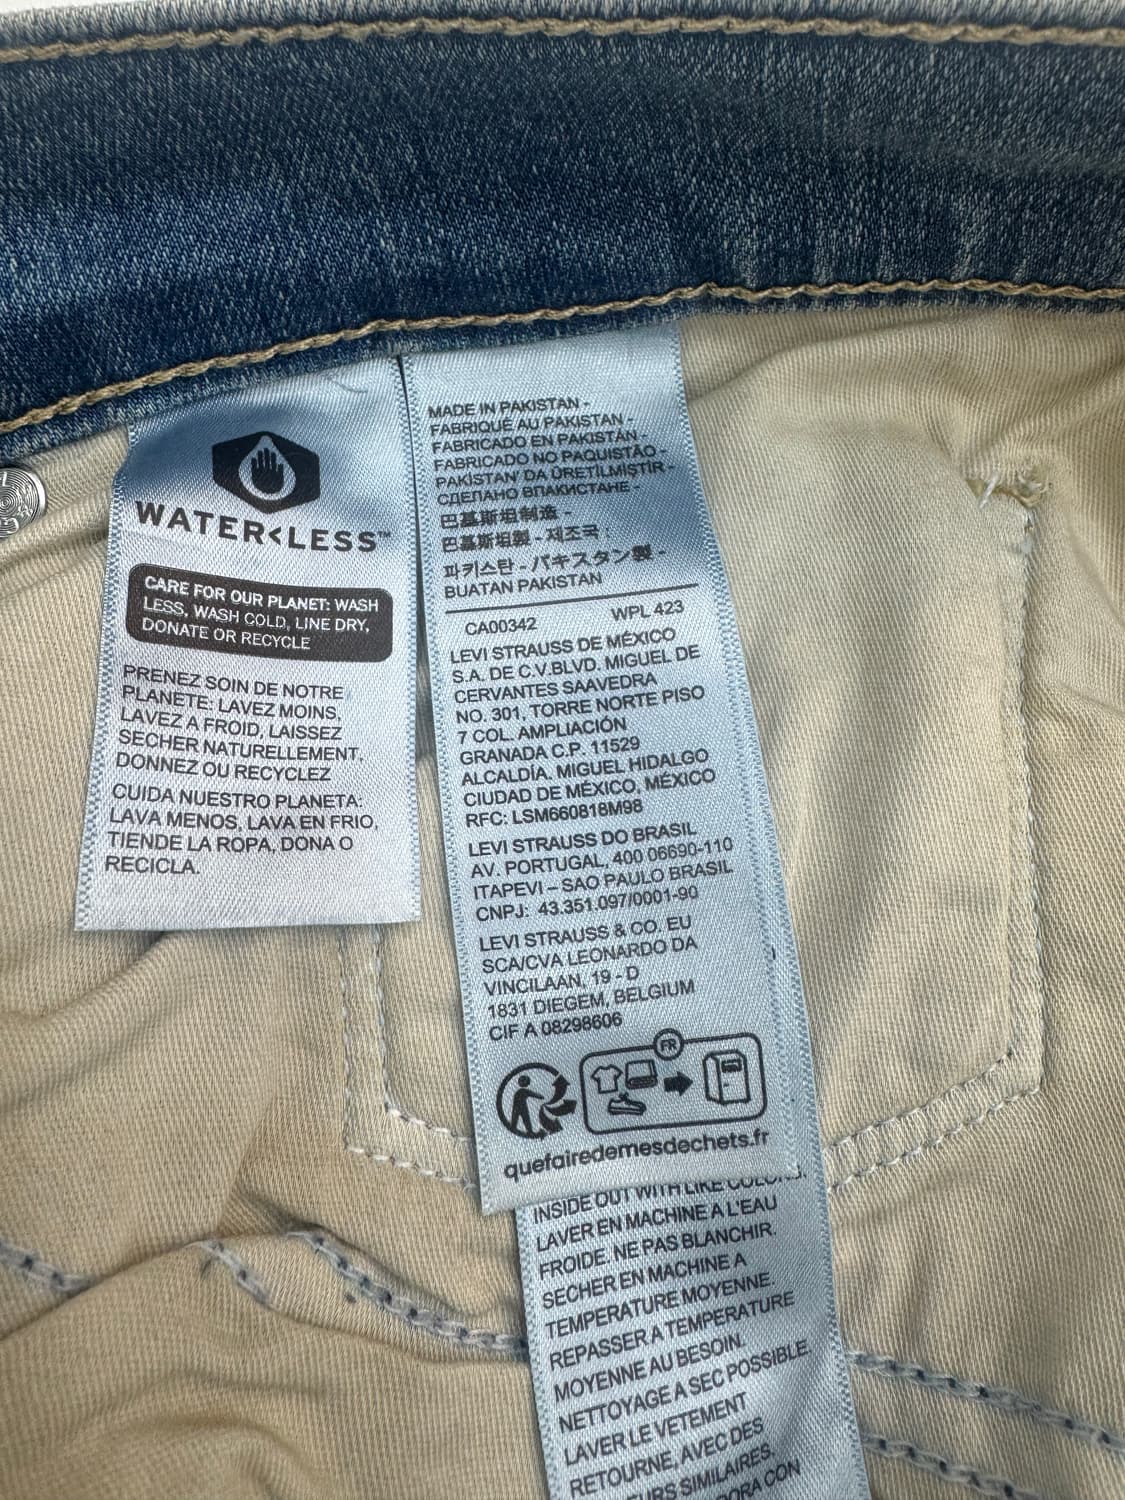 WATER<LESS™
CARE FOR OUR PLANET: WASH
LESS, WASH COLD, LINE DRY,
DONATE OR RECYCLE
PRENEZ SOIN DE NOTRE
PLANETE: LAVEZ MOINS,
LAVEZ A FROID, LAISSEZ
SECHER NATURELLEMENT,
DONNEZ OU RECYCLEZ
CUIDA NUESTRO PLANETA:
LAVA MENOS, LAVA EN FRIO,
TIENDE LA ROPA, DONA O
RECICLA.
MADE IN PAKISTAN -
FABRIQUÉ AU PAKISTAN -
FABRICADO EN PAKISTÁN -
FABRICADO NO PAQUISTÃO -
PAKISTAN' DA ÜRETİLMİŞTİR -
СДЕЛАНО ВПАКИСТАНЕ -
巴基斯坦制造 -
巴基斯坦製 - 제조국 :
파키스탄 - パキスタン製 -
BUATAN PAKISTAN
CA00342 WPL 423
LEVI STRAUSS DE MÉXICO
S.A. DE C.V.BLVD. MIGUEL DE
CERVANTES SAAVEDRA
NO. 301, TORRE NORTE PISO
7 COL. AMPLIACIÓN
GRANADA C.P. 11529
ALCALDÍA. MIGUEL HIDALGO
CIUDAD DE MÉXICO, MÉXICO
RFC: LSM660818M98
LEVI STRAUSS DO BRASIL
AV. PORTUGAL, 400 06690-110
ITAPEVI – SAO PAULO BRASIL
CNPJ: 43.351.097/0001-90
LEVI STRAUSS & CO. EU
SCA/CVA LEONARDO DA
VINCILAAN, 19 - D
1831 DIEGEM, BELGIUM
CIF A 08298606
FR
quefairedemesdechets.fr
INSIDE OUT WITH LIKE COLORS.
LAVER EN MACHINE A L'EAU
FROIDE. NE PAS BLANCHIR.
SECHER EN MACHINE A
TEMPERATURE MOYENNE.
REPASSER A TEMPERATURE
MOYENNE AU BESOIN.
NETTOYAGE A SEC POSSIBLE.
LAVER LE VETEMENT
RETOURNE, AVEC DES
SIMILAIRES.
CON